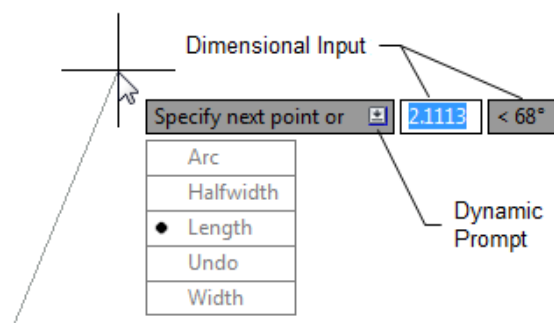 Dimensional Input
Specify next point or 2.1113 < 68°
Arc
Halfwidth
Length
Undo
Width
Dynamic
Prompt